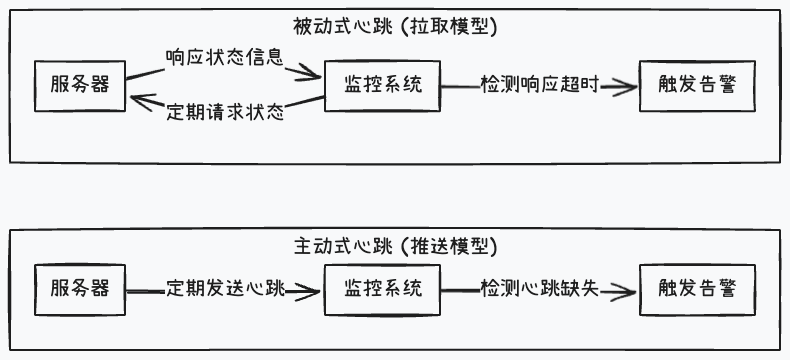 被动式心跳 (拉取模型)
响应状态信息
服务器
监控系统
检测响应超时
触发告警
定期请求状态
主动式心跳 (推送模型)
服务器
定期发送心跳
监控系统
检测心跳缺失
触发告警